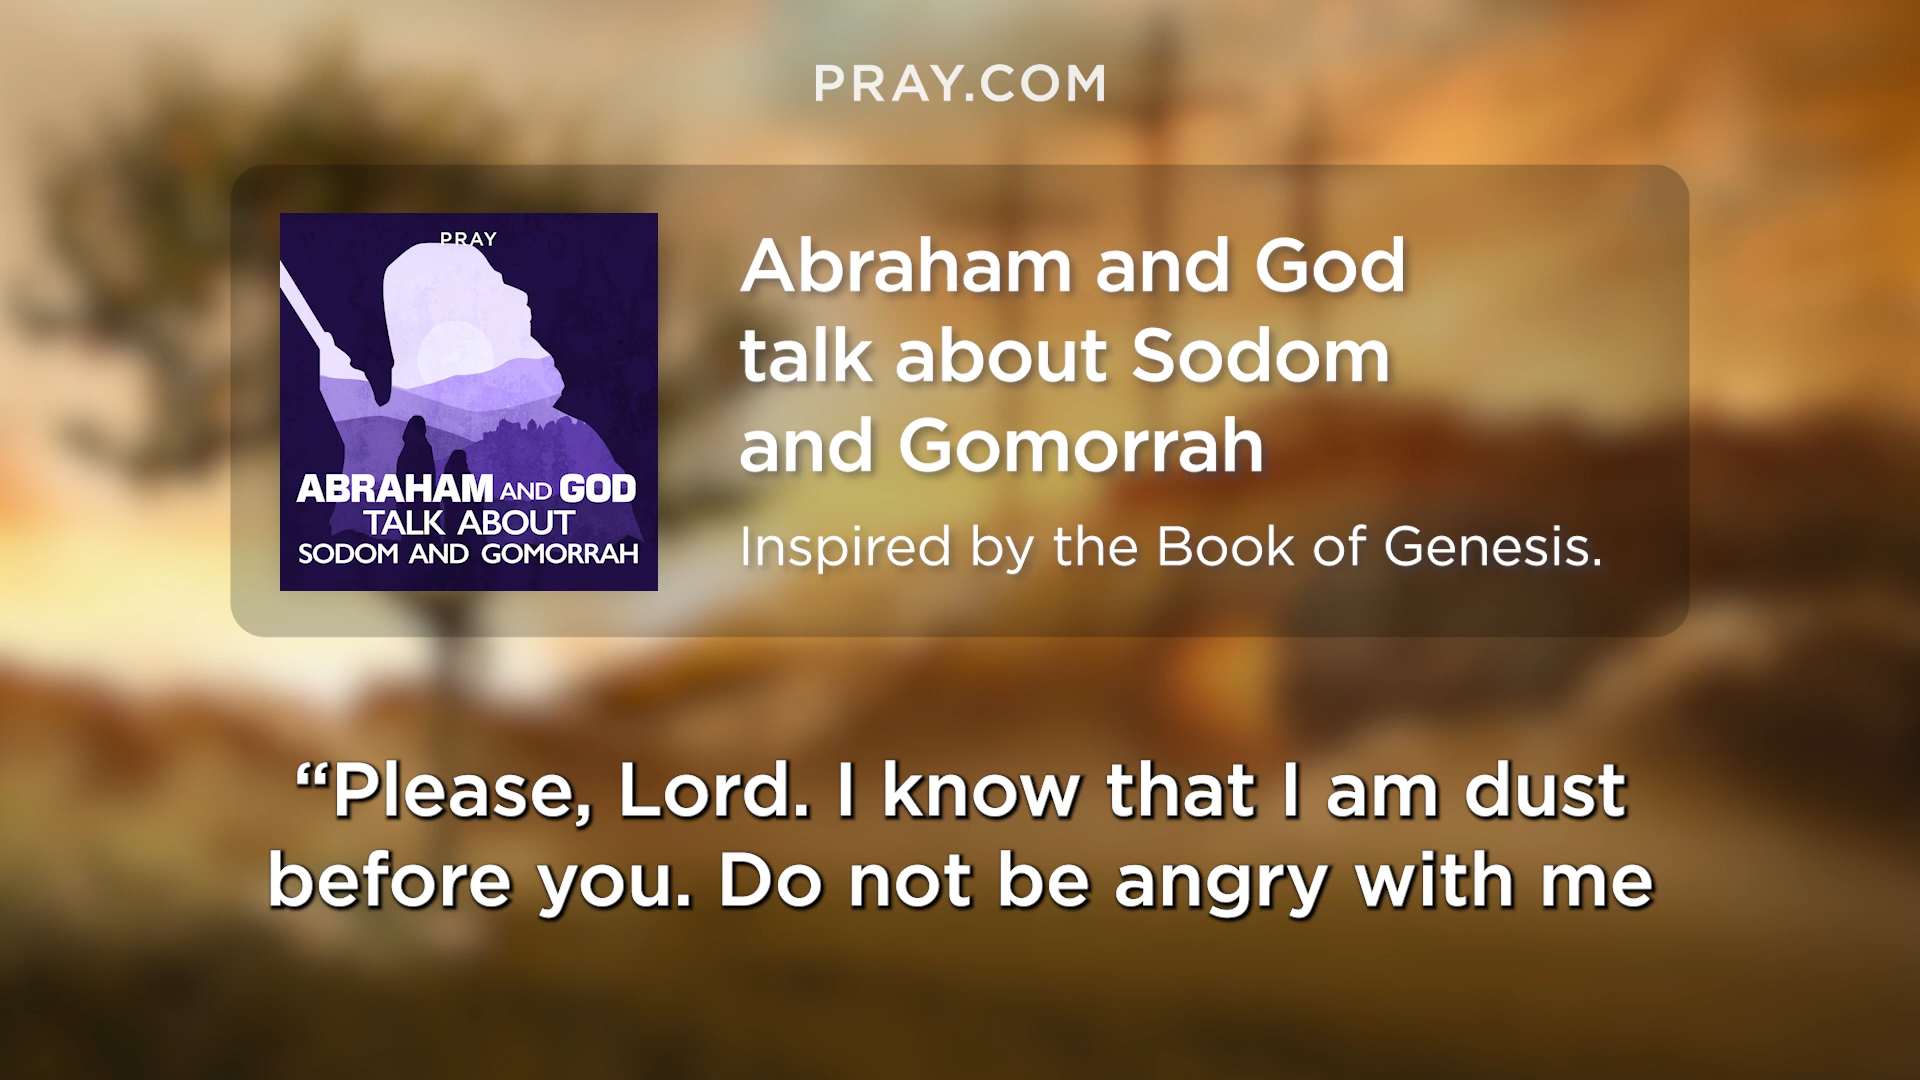 PRAY.COM
PRAY
ABRAHAM AND GOD
TALK ABOUT
SODOM AND GOMORRAH
Abraham and God
talk about Sodom
and Gomorrah
Inspired by the Book of Genesis.
“Please, Lord. I know that I am dust
before you. Do not be angry with me